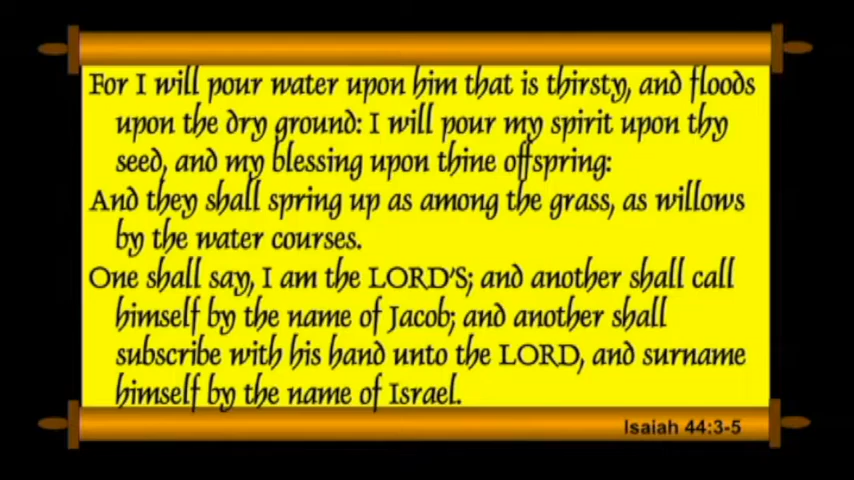 For I will pour water upon him that is thirsty, and floods
upon the dry ground: I will pour my spirit upon thy
seed, and my blessing upon thine offspring:
And they shall spring up as among the grass, as willows
by the water courses.
One shall say, I am the LORD'S; and another shall call
himself by the name of Jacob; and another shall
subscribe with his hand unto the LORD, and surname
himself by the name of Israel.
Isaiah 44:3-5